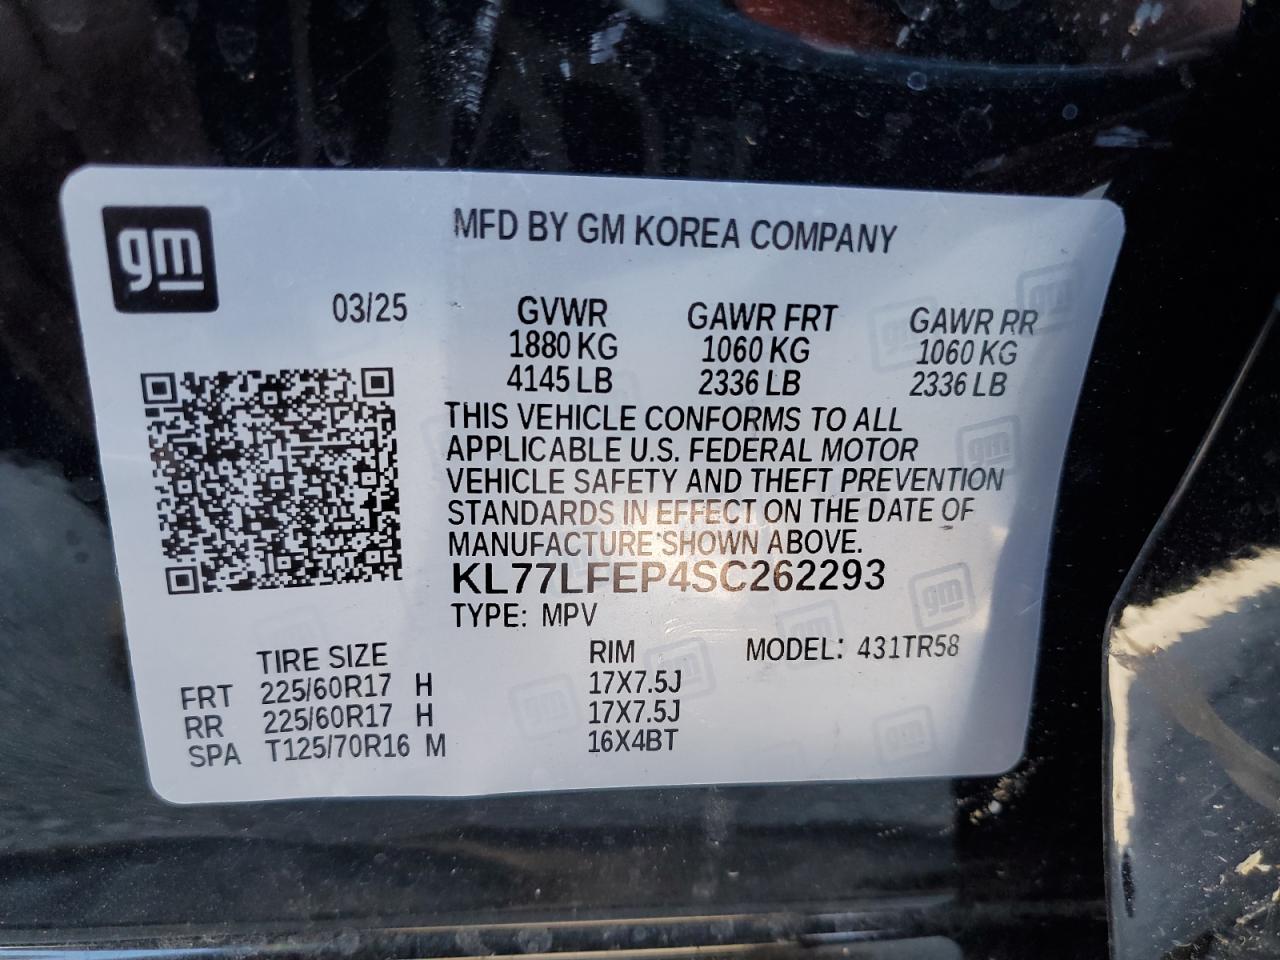 gm
MFD BY GM KOREA COMPANY
03/25 GVWR GAWR FRT GAWR RR
1880 KG 1060 KG 1060 KG
4145 LB 2336 LB 2336 LB
THIS VEHICLE CONFORMS TO ALL
APPLICABLE U.S. FEDERAL MOTOR
VEHICLE SAFETY AND THEFT PREVENTION
STANDARDS IN EFFECT ON THE DATE OF
MANUFACTURE SHOWN ABOVE.
KL77LFEP4SC262293
TYPE: MPV
TIRE SIZE RIM MODEL: 431TR58
FRT 225/60R17 H 17X7.5J
RR 225/60R17 H 17X7.5J
SPA T125/70R16 M 16X4BT